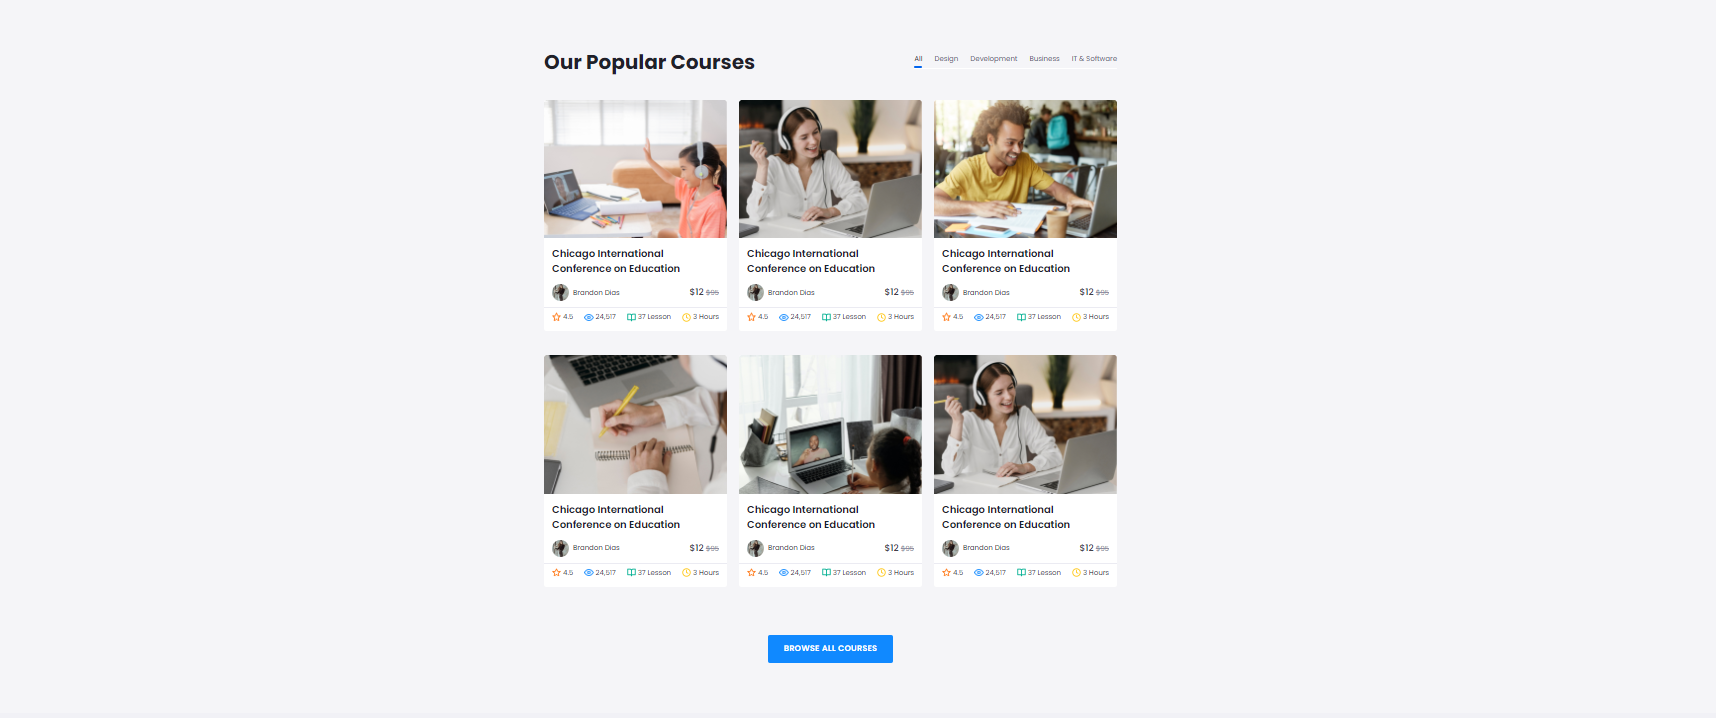 Our Popular Courses
All Design Development Business IT & Software
Chicago International
Conference on Education
Brandon Dias $12 $95
4.5 24,517 37 Lesson 3 Hours
Chicago International
Conference on Education
Brandon Dias $12 $95
4.5 24,517 37 Lesson 3 Hours
Chicago International
Conference on Education
Brandon Dias $12 $95
4.5 24,517 37 Lesson 3 Hours
Chicago International
Conference on Education
Brandon Dias $12 $95
4.5 24,517 37 Lesson 3 Hours
Chicago International
Conference on Education
Brandon Dias $12 $95
4.5 24,517 37 Lesson 3 Hours
Chicago International
Conference on Education
Brandon Dias $12 $95
4.5 24,517 37 Lesson 3 Hours
BROWSE ALL COURSES